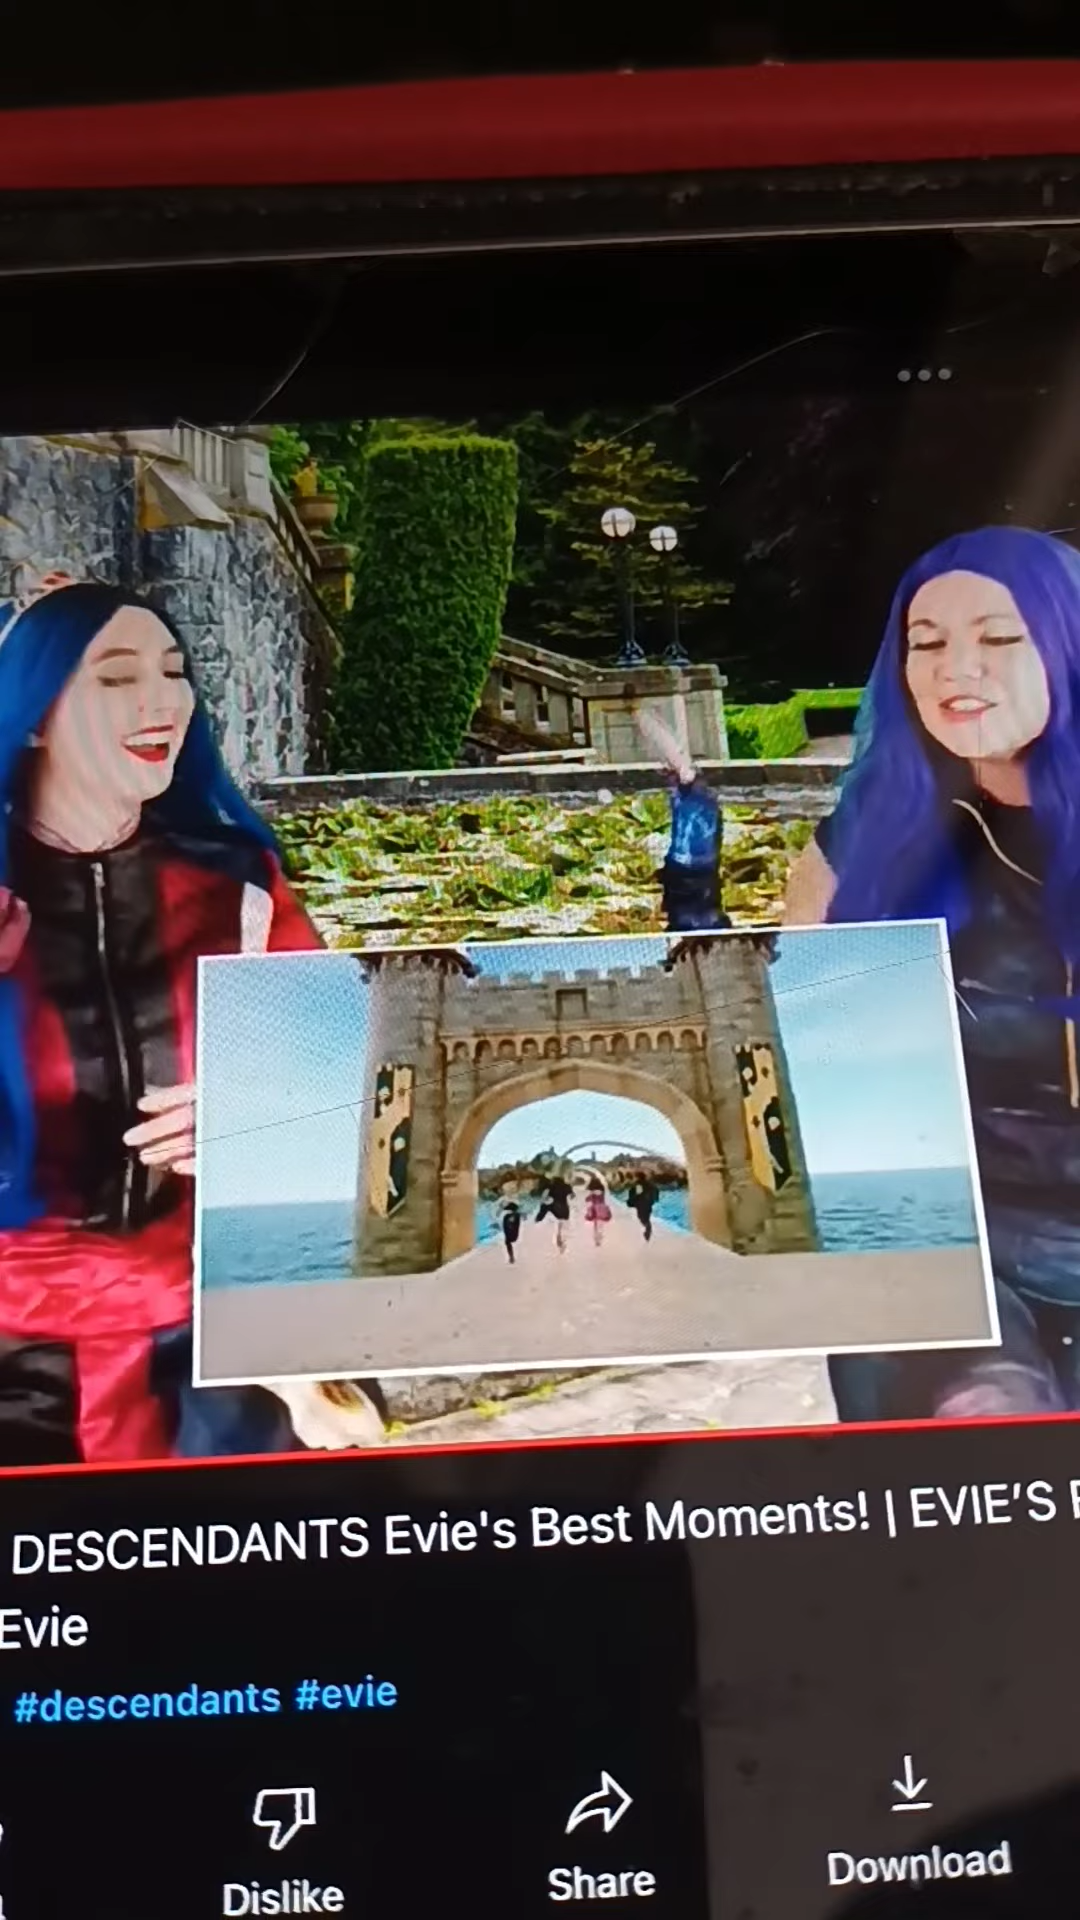 DESCENDANTS Evie's Best Moments! | EVIE'S
Evie
#descendants #evie
Dislike
Share
Download